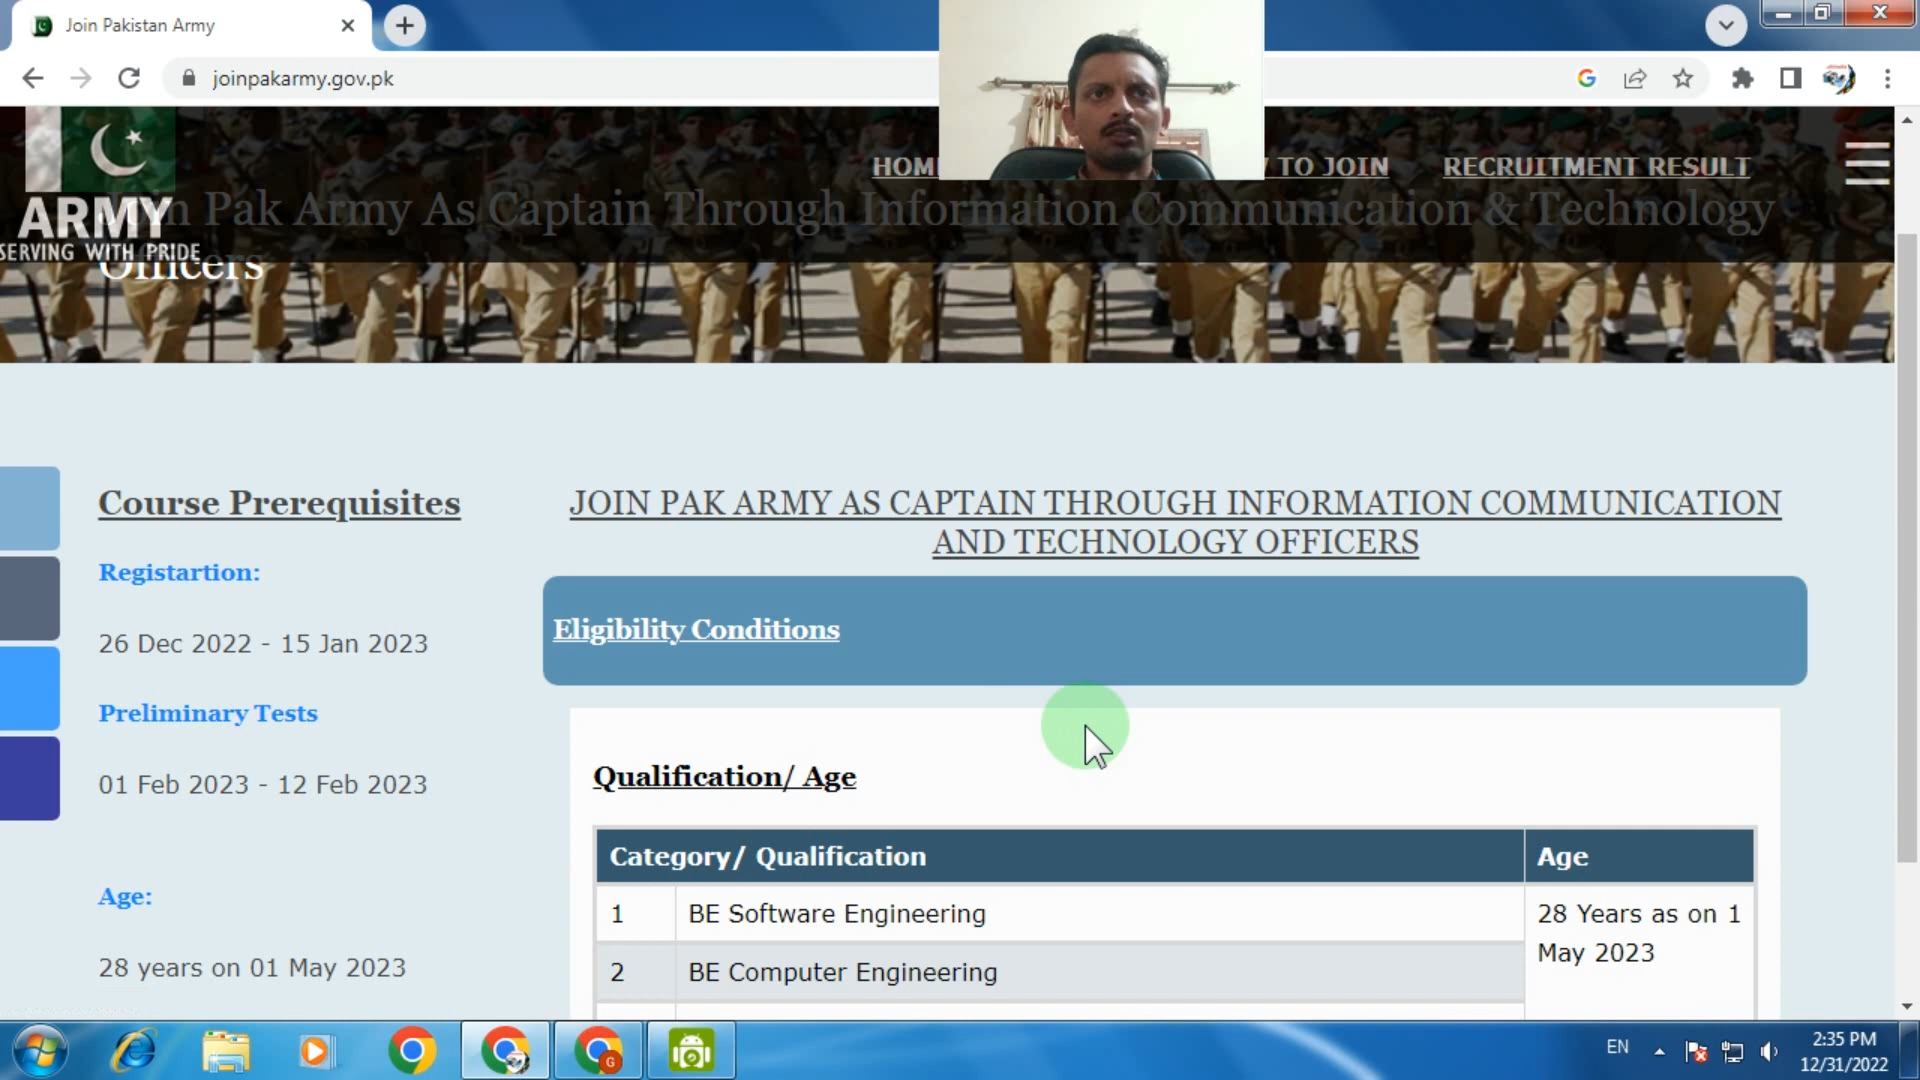 Join Pakistan Army
joinpakarmy.gov.pk
TO JOIN
RECRUITMENT RESULT
ARMY
SERVING WITH PRIDE
Pak Army As Captain Through Information Communication & Technology
Officers
Course Prerequisites
Registartion:
26 Dec 2022 - 15 Jan 2023
Preliminary Tests
01 Feb 2023 - 12 Feb 2023
Age:
28 years on 01 May 2023
JOIN PAK ARMY AS CAPTAIN THROUGH INFORMATION COMMUNICATION
AND TECHNOLOGY OFFICERS
Eligibility Conditions
Qualification/ Age
Category/ Qualification
Age
1
BE Software Engineering
28 Years as on 1
May 2023
2
BE Computer Engineering
EN
2:35 PM
12/31/2022